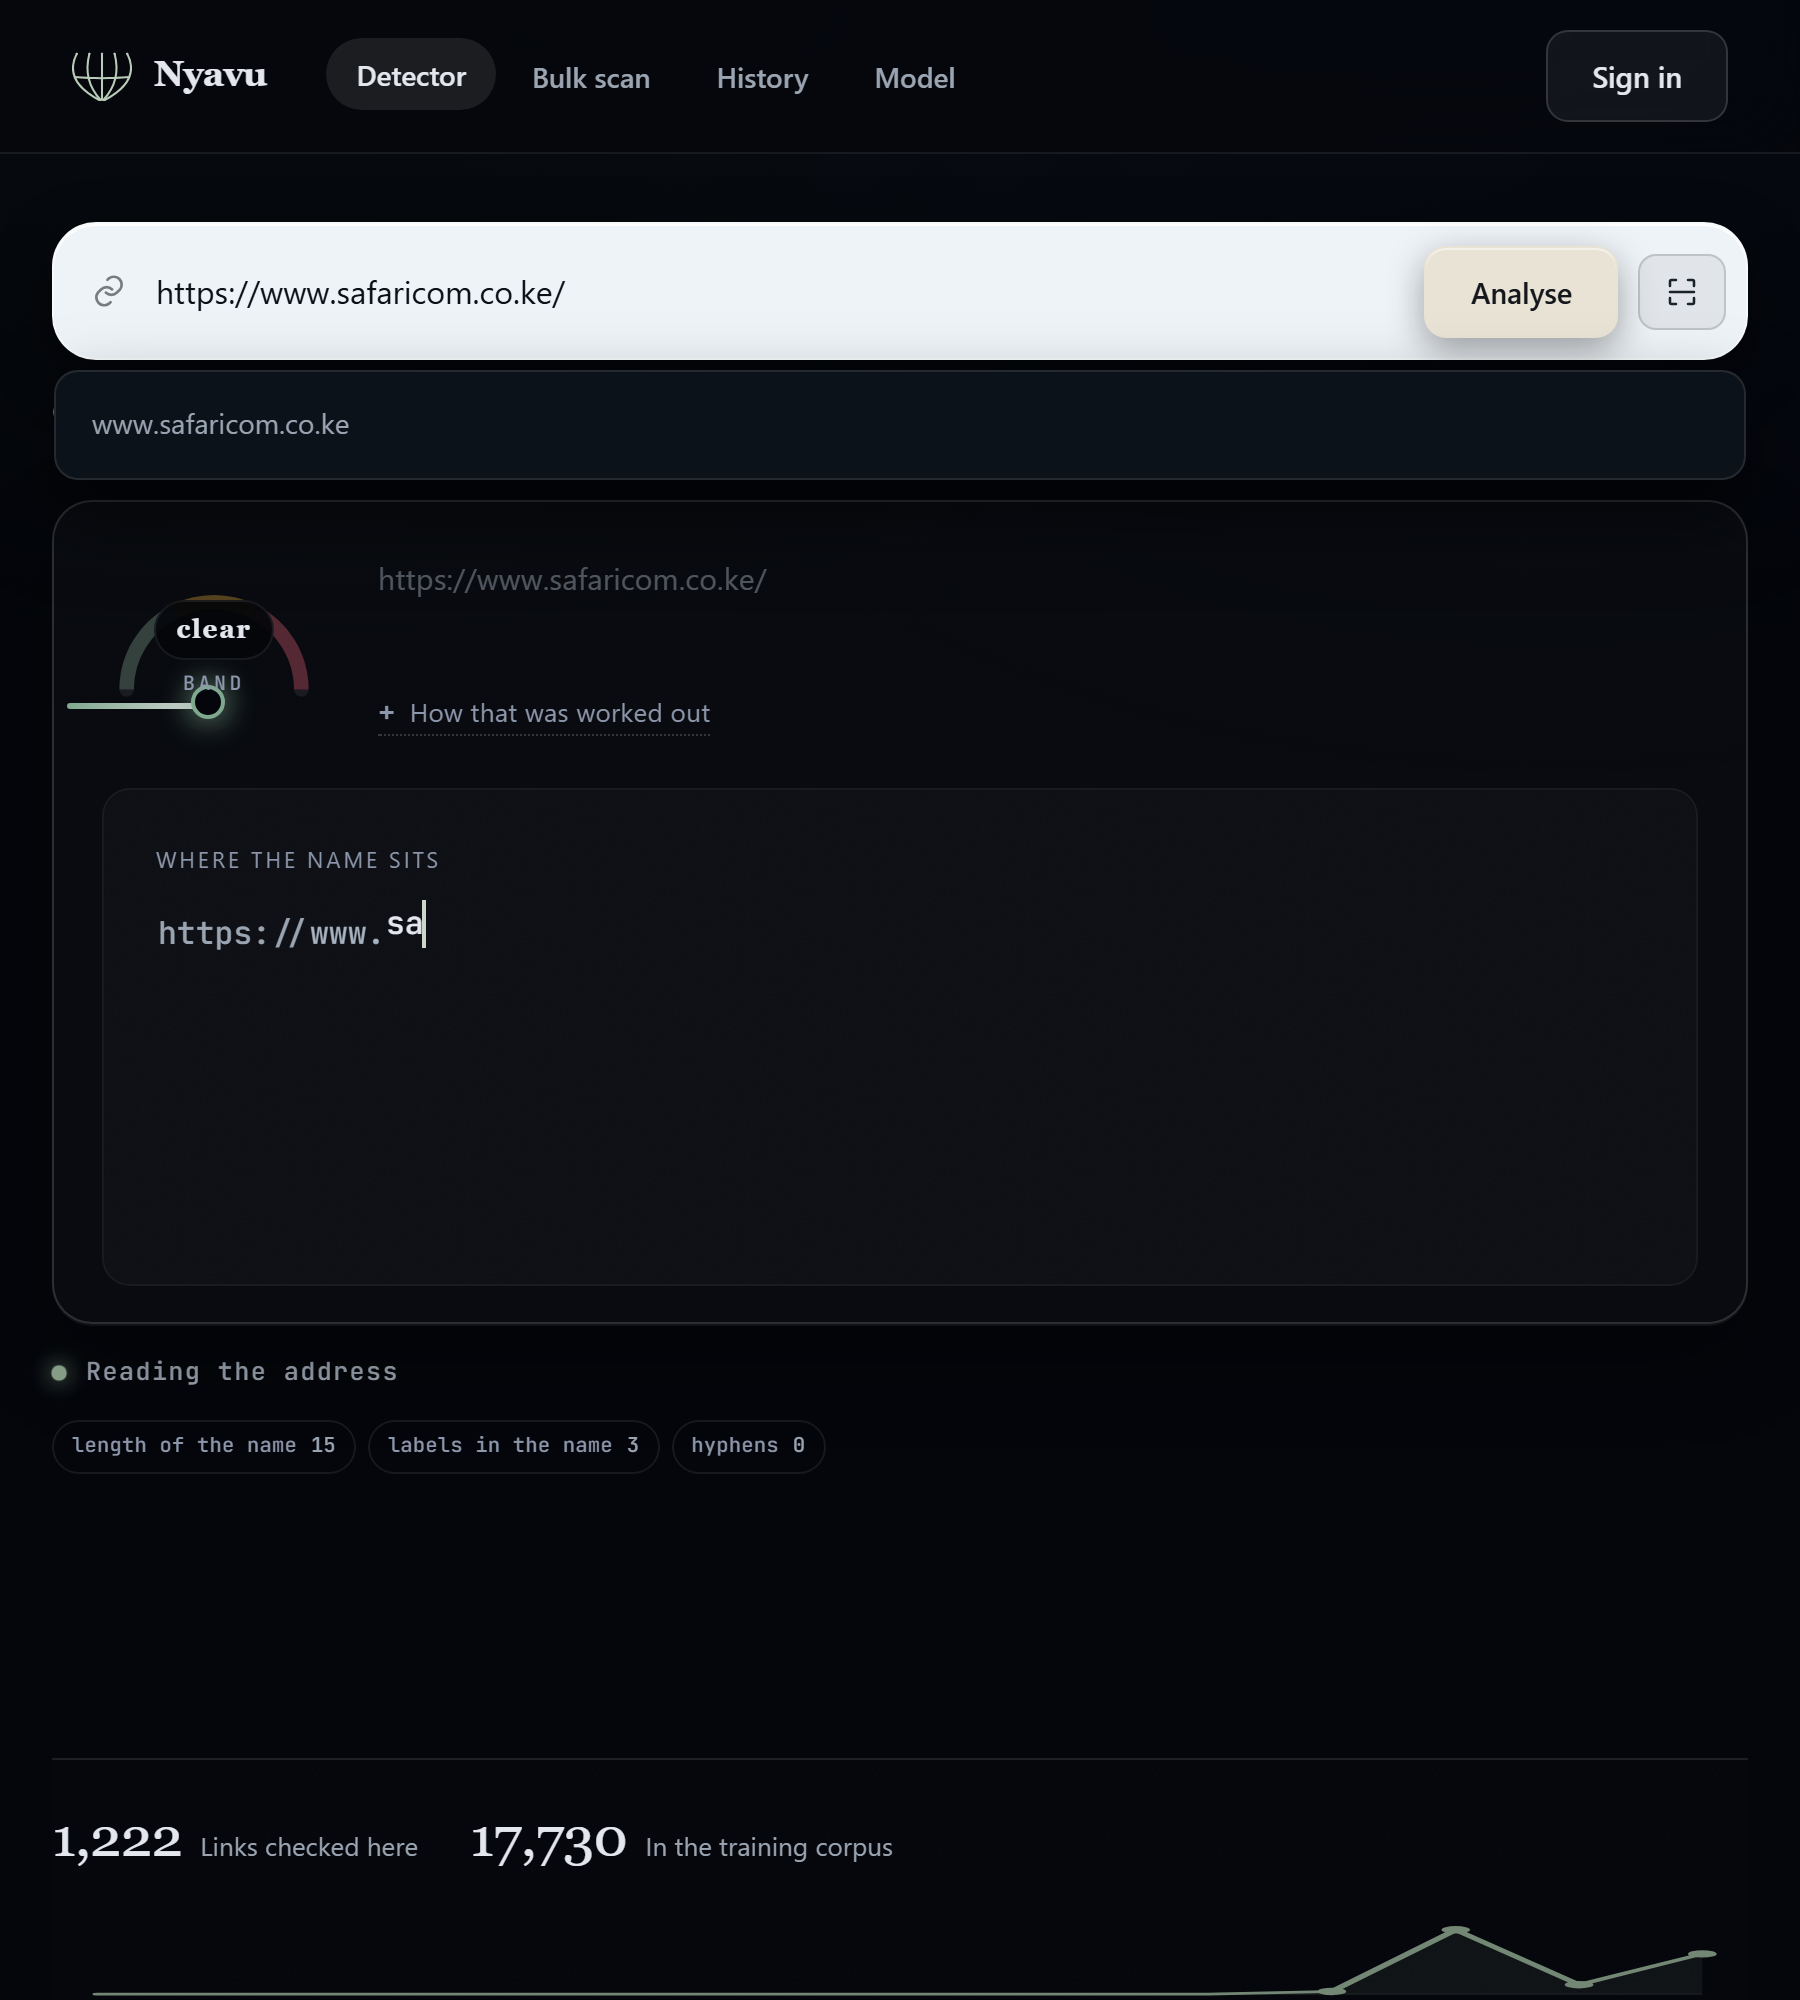 Nyavu Detector Bulk scan History Model Sign in
https://www.safaricom.co.ke/ Analyse
www.safaricom.co.ke
https://www.safaricom.co.ke/
clear
BAND
+ How that was worked out
WHERE THE NAME SITS
https://www.sa
Reading the address
length of the name 15 labels in the name 3 hyphens 0
1,222 Links checked here 17,730 In the training corpus